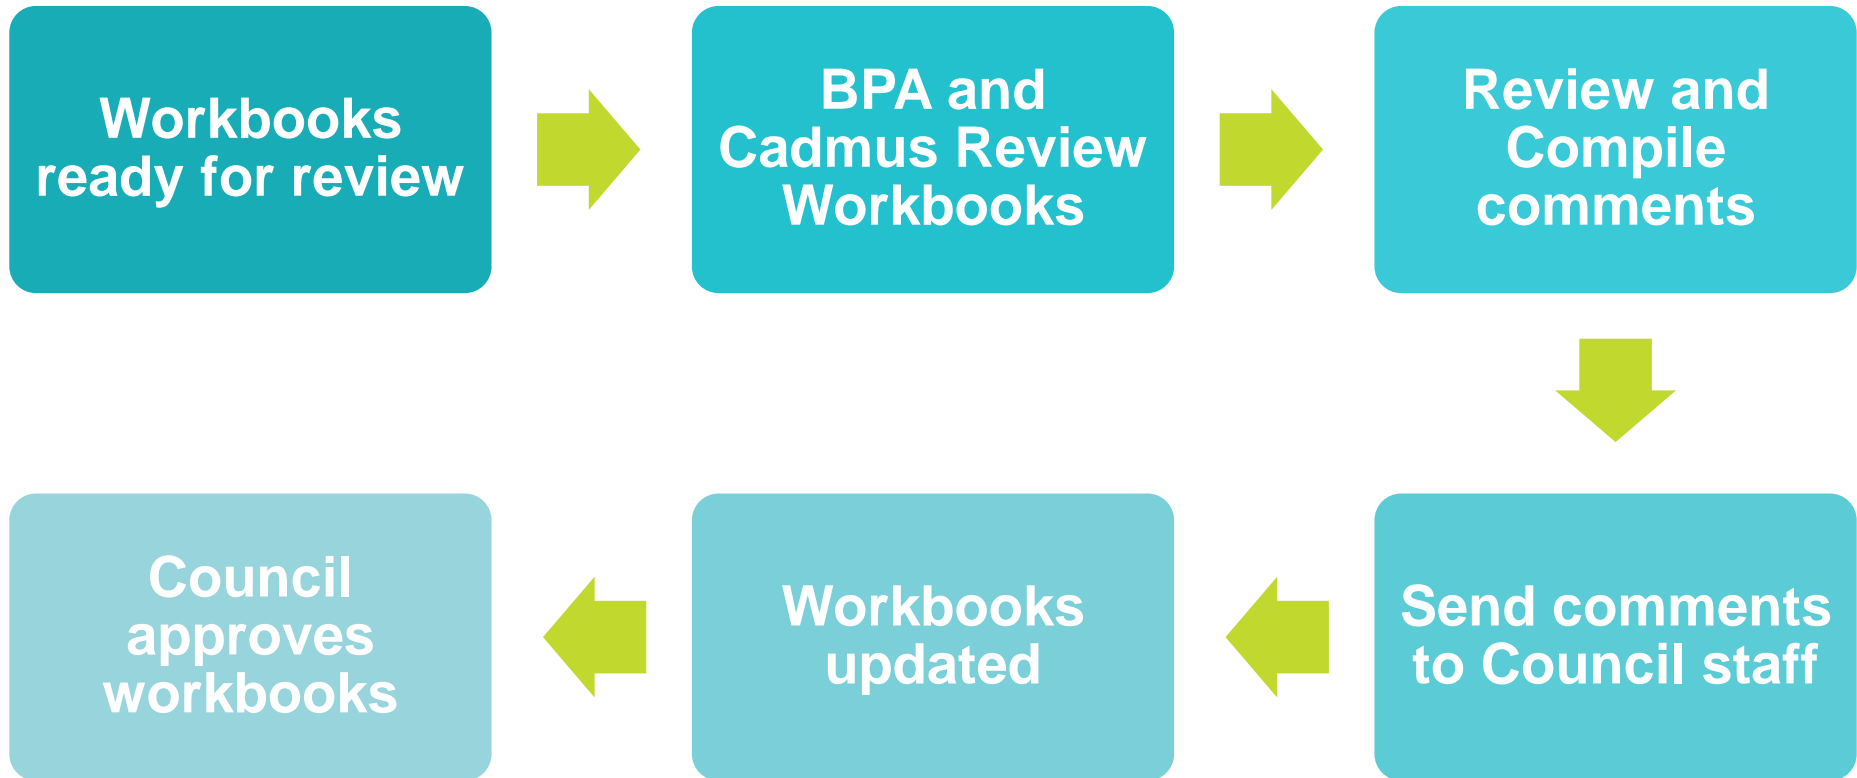 Workbooks
ready for review
BPA and
Cadmus Review
Workbooks
Review and
Compile
comments
Send comments
to Council staff
Workbooks
updated
Council
approves
workbooks